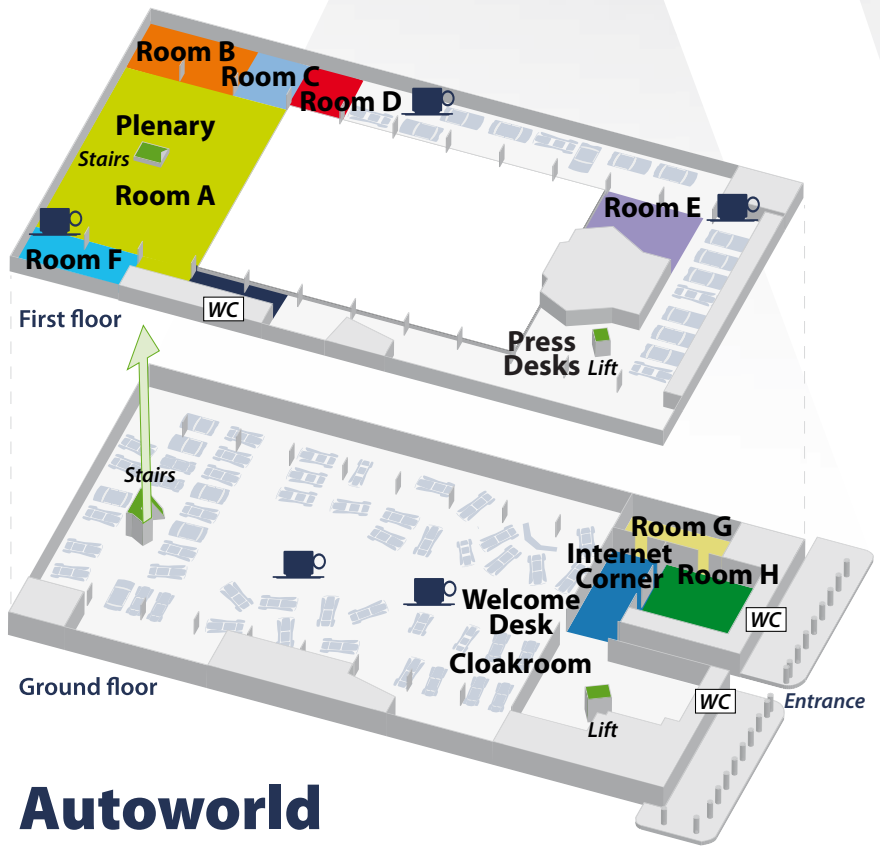 Room B
Room C
Room D
Plenary
Stairs
Room A
Room E
Room F
WC
First floor
Press
Desks
Lift
Stairs
Room G
Internet
Corner
Room H
Welcome
Desk
WC
Cloakroom
Ground floor
WC
Entrance
Lift
Autoworld